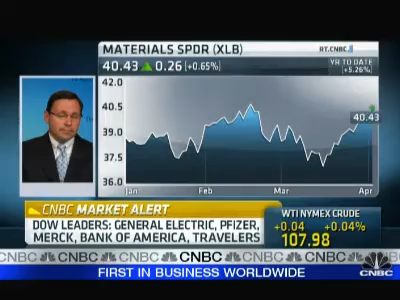 MATERIALS SPDR (XLB)
RT.CNBC
40.43 0.26 (+0.65%)
YR TO DATE
(+5.26%)
42.0
40.5
39.0
37.5
36.0
40.43
Jan Feb Mar Apr
CNBC MARKET ALERT
DOW LEADERS: GENERAL ELECTRIC, PFIZER,
MERCK, BANK OF AMERICA, TRAVELERS
WTI NYMEX CRUDE
+0.04 +0.04%
107.98
CNBC CNBC CNBC CNBC CNBC CNBC CNBC
FIRST IN BUSINESS WORLDWIDE
CNBC